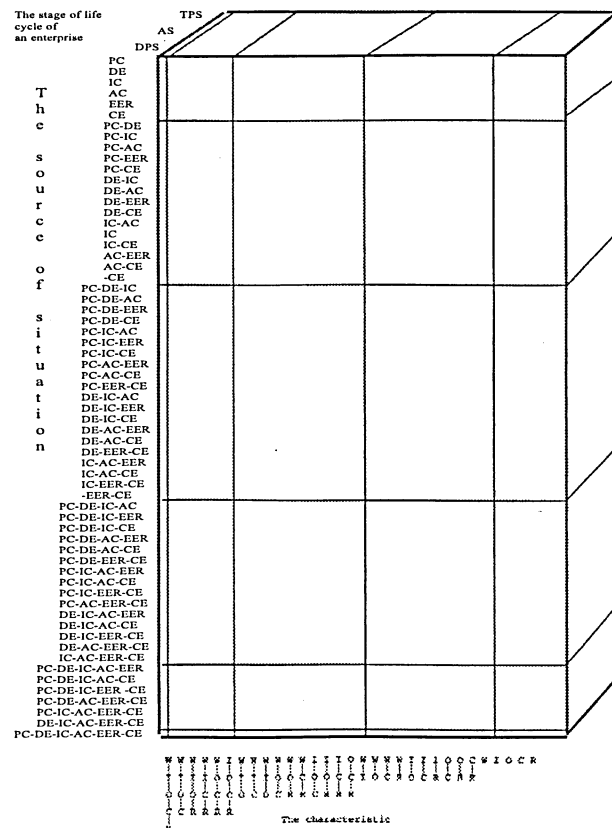 The stage of life
cycle of
an enterprise
TPS
AS
DPS
The source of situation
PC
DE
IC
AC
EER
CE
PC-DE
PC-IC
PC-AC
PC-EER
PC-CE
DE-IC
DE-AC
DE-EER
DE-CE
IC-AC
IC
IC-CE
AC-EER
AC-CE
-CE
PC-DE-IC
PC-DE-AC
PC-DE-EER
PC-DE-CE
PC-IC-AC
PC-IC-EER
PC-IC-CE
PC-AC-EER
PC-AC-CE
PC-EER-CE
DE-IC-AC
DE-IC-EER
DE-IC-CE
DE-AC-EER
DE-AC-CE
DE-EER-CE
IC-AC-EER
IC-AC-CE
IC-EER-CE
-EER-CE
PC-DE-IC-AC
PC-DE-IC-EER
PC-DE-IC-CE
PC-DE-AC-EER
PC-DE-AC-CE
PC-DE-EER-CE
PC-IC-AC-EER
PC-IC-AC-CE
PC-IC-EER-CE
PC-AC-EER-CE
DE-IC-AC-EER
DE-IC-AC-CE
DE-IC-EER-CE
DE-AC-EER-CE
IC-AC-EER-CE
PC-DE-IC-AC-EER
PC-DE-IC-AC-CE
PC-DE-IC-EER -CE
PC-DE-AC-EER-CE
PC-IC-AC-EER-CE
DE-IC-AC-EER-CE
PC-DE-IC-AC-EER-CE
W I O C R
The characteristic